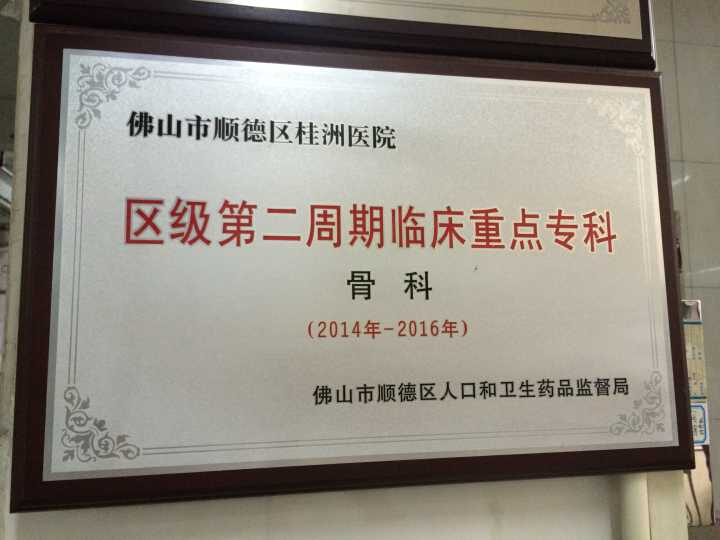 佛山市顺德区桂洲医院
区级第二周期临床重点专科
骨 科
(2014年-2016年)
佛山市顺德区人口和卫生药品监督局